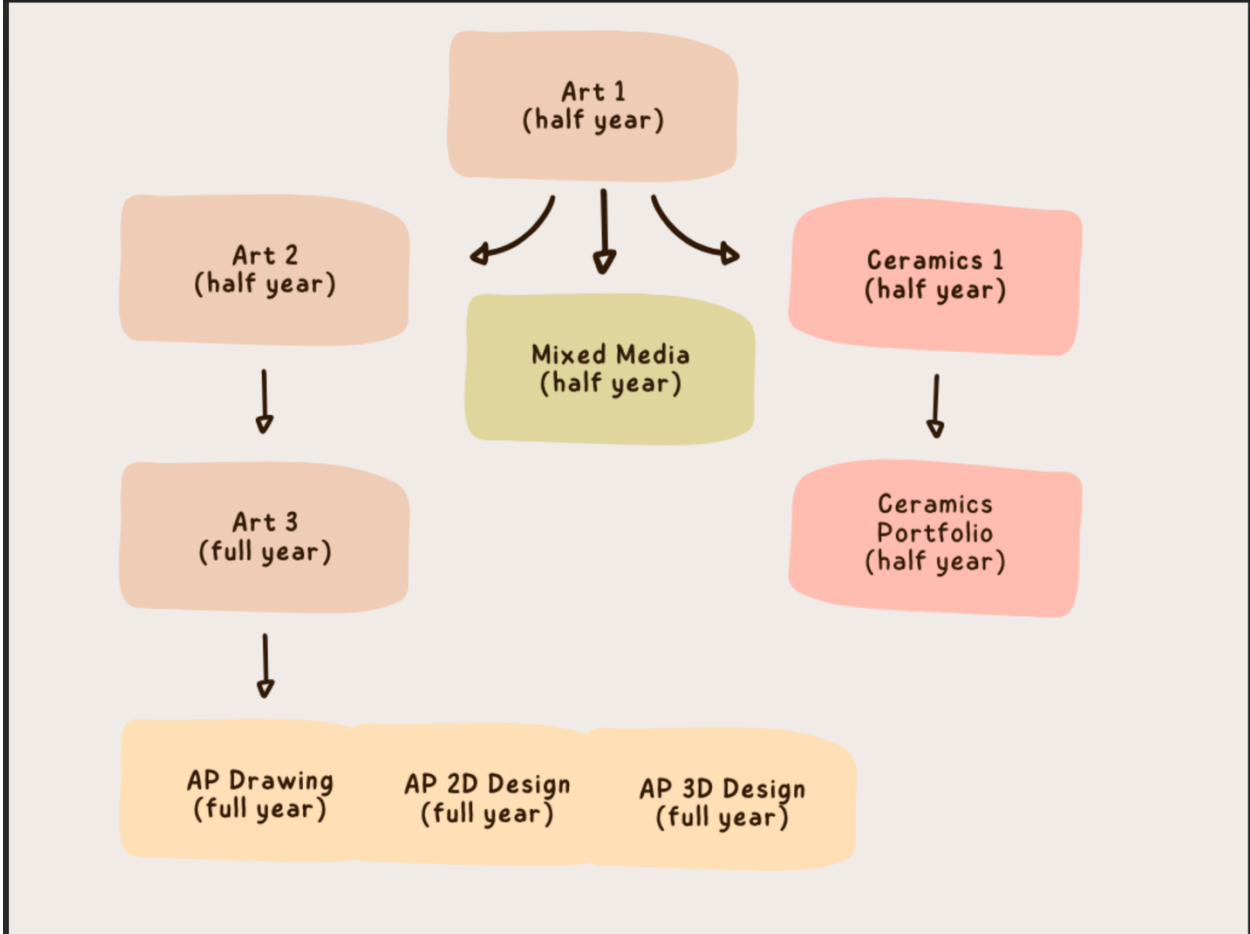 Art 1
(half year)
Art 2
(half year)
Ceramics 1
(half year)
Mixed Media
(half year)
Art 3
(full year)
Ceramics
Portfolio
(half year)
AP Drawing
(full year)
AP 2D Design
(full year)
AP 3D Design
(full year)